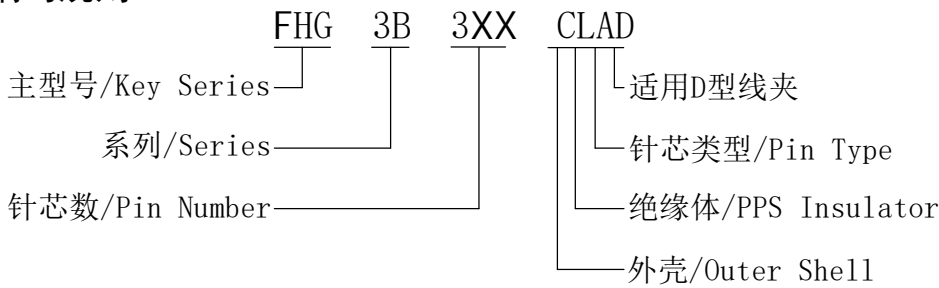 FHG 3B 3XX CLAD
主型号/Key Series
适用D型线夹
系列/Series
针芯类型/Pin Type
针芯数/Pin Number
绝缘体/PPS Insulator
外壳/Outer Shell